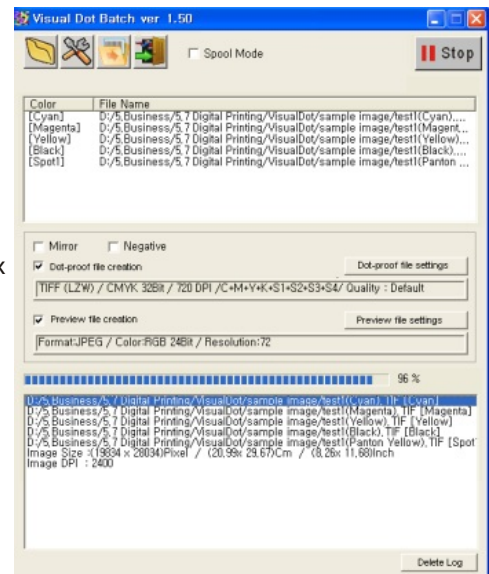 Visual Dot Batch ver 1.50
Spool Mode
Stop
Color File Name
[Cyan] D:/5,Business/5,7 Digital Printing/VisualDot/sample image/test1(Cyan),...
[Magenta] D:/5,Business/5,7 Digital Printing/VisualDot/sample image/test1(Magent...
[Yellow] D:/5,Business/5,7 Digital Printing/VisualDot/sample image/test1(Yellow),...
[Black] D:/5,Business/5,7 Digital Printing/VisualDot/sample image/test1(Black),...
[Spot1] D:/5,Business/5,7 Digital Printing/VisualDot/sample image/test1(Panton ...
Mirror Negative
x
Dot-proof file creation Dot-proof file settings
TIFF (LZW) / CMYK 32Bit / 720 DPI /C+M+Y+K+S1+S2+S3+S4/ Quality : Default
Preview file creation Preview file settings
Format:JPEG / Color:RGB 24Bit / Resolution:72
96 %
D:/5,Business/5,7 Digital Printing/VisualDot/sample image/test1(Cyan), TIF [Cyan]
D:/5,Business/5,7 Digital Printing/VisualDot/sample image/test1(Magenta), TIF [Magenta]
D:/5,Business/5,7 Digital Printing/VisualDot/sample image/test1(Yellow), TIF [Yellow]
D:/5,Business/5,7 Digital Printing/VisualDot/sample image/test1(Black), TIF [Black]
D:/5,Business/5,7 Digital Printing/VisualDot/sample image/test1(Panton Yellow), TIF [Spot
Image Size :(19834 x 28034)Pixel / (20,99x 29,67)Cm / (8,26x 11,68)Inch
Image DPI : 2400
Delete Log